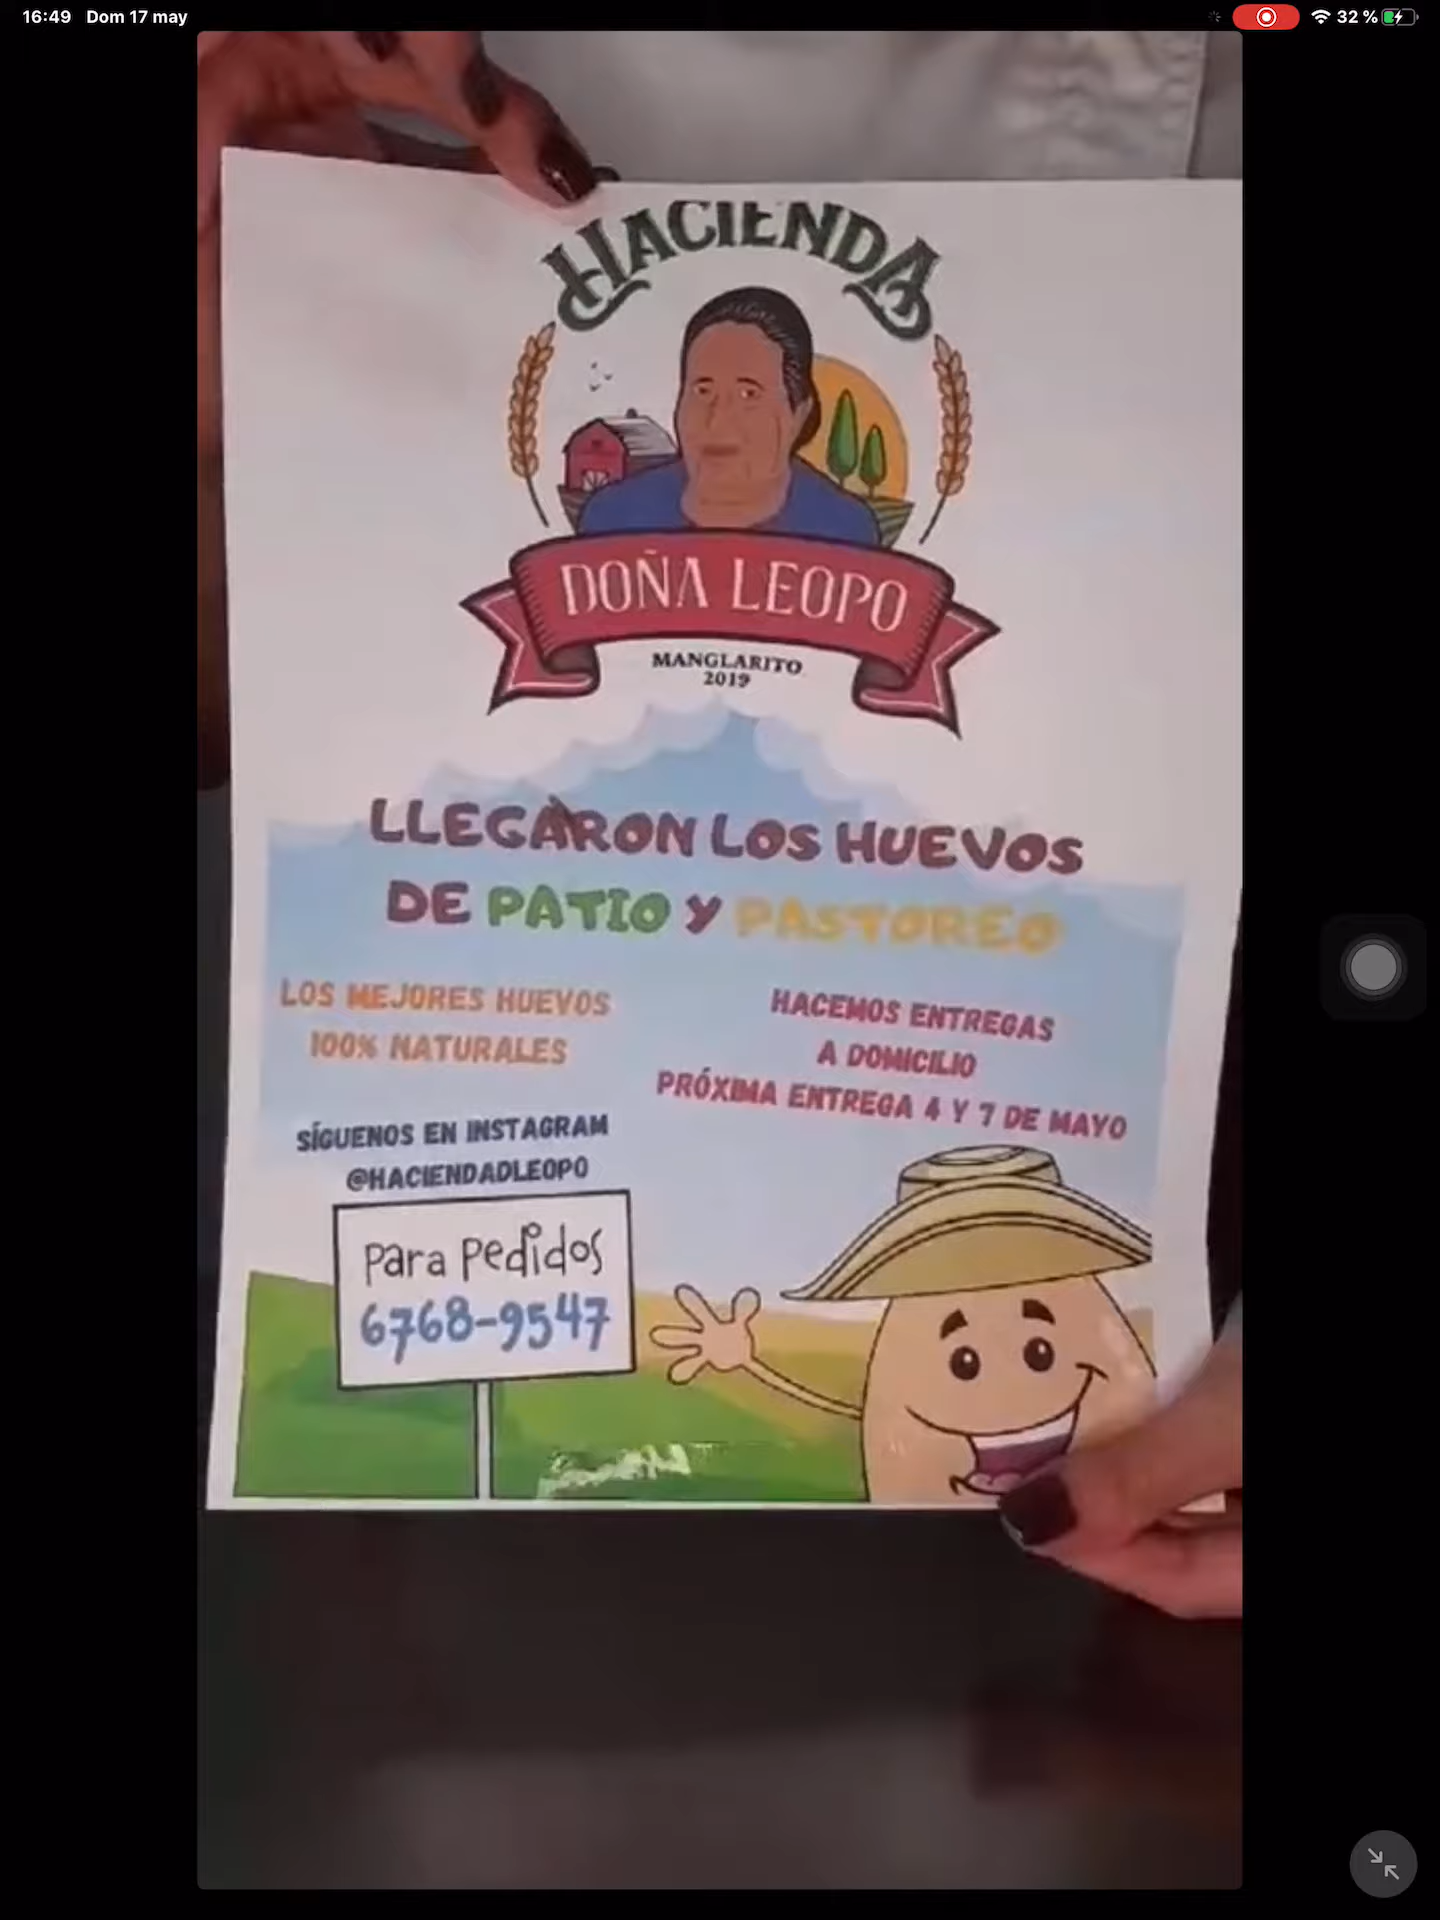 16:49 Dom 17 may
32 %
HACIENDA
DOÑA LEOPO
MANGLARITO
2019
LLEGARON LOS HUEVOS
DE PATIO Y PASTOREO
LOS MEJORES HUEVOS
100% NATURALES
HACEMOS ENTREGAS
A DOMICILIO
PRÓXIMA ENTREGA 4 Y 7 DE MAYO
SÍGUENOS EN INSTAGRAM
@HACIENDADLEOPO
Para Pedidos
6768-9547